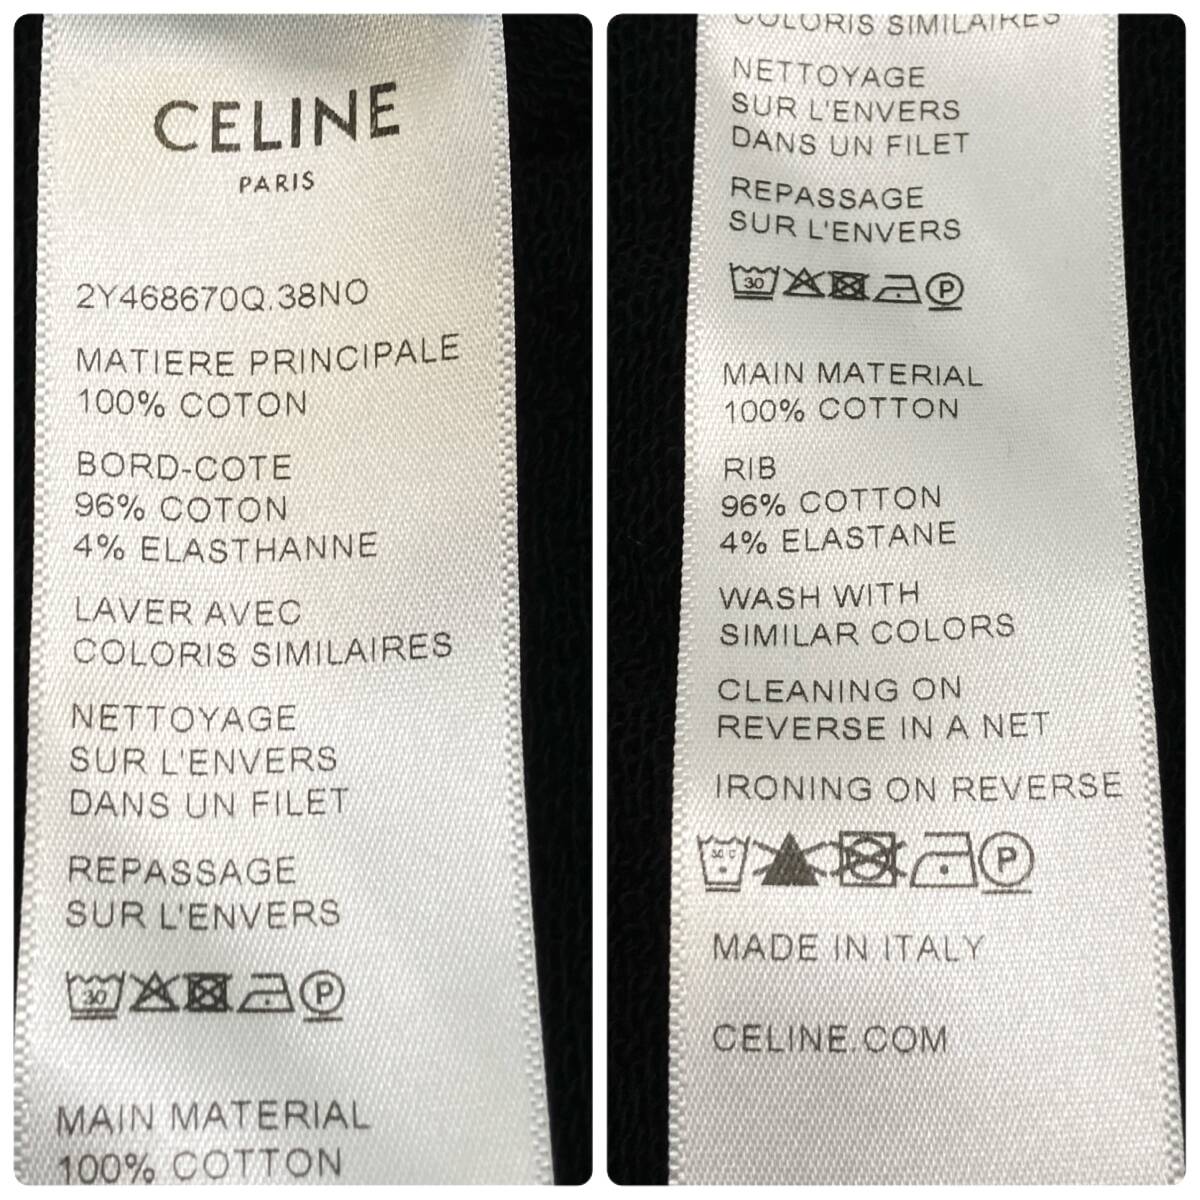 CELINE
PARIS
2Y468670Q.38NO
MATIERE PRINCIPALE
100% COTON
BORD-COTE
96% COTON
4% ELASTHANNE
LAVER AVEC
COLORIS SIMILAIRES
NETTOYAGE
SUR L'ENVERS
DANS UN FILET
REPASSAGE
SUR L'ENVERS
30 P
MAIN MATERIAL
100% COTTON
COLORIS SIMILAIRES
NETTOYAGE
SUR L'ENVERS
DANS UN FILET
REPASSAGE
SUR L'ENVERS
30 P
MAIN MATERIAL
100% COTTON
RIB
96% COTTON
4% ELASTANE
WASH WITH
SIMILAR COLORS
CLEANING ON
REVERSE IN A NET
IRONING ON REVERSE
P
MADE IN ITALY
CELINE.COM